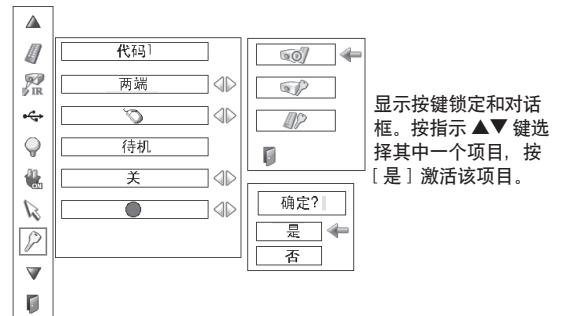 代码1
两端
待机
关
IR
ON
确定?
是
否
显示按键锁定和对话
框。按指示 ▲▼ 键选
择其中一个项目，按
[ 是 ] 激活该项目。